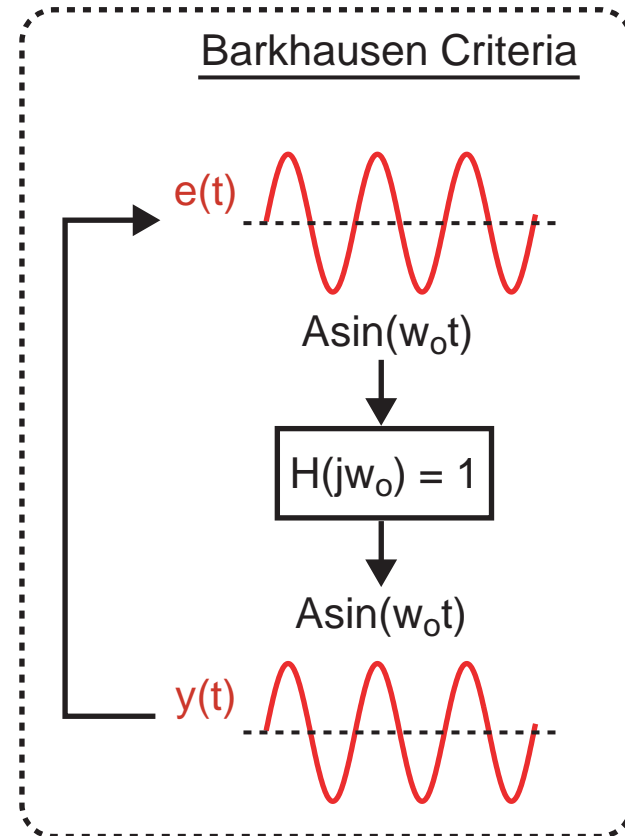 Barkhausen Criteria
e(t)
Asin(wₒt)
H(jwₒ) = 1
Asin(wₒt)
y(t)